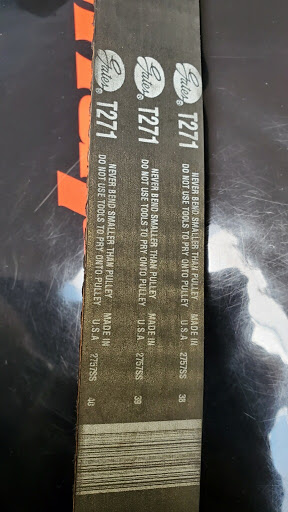 Gates® T271 NEVER BEND SMALLER THAN PULLEY MADE IN
DO NOT USE TOOLS TO PRY ONTO PULLEY U.S.A 2757SS 38
Gates® T271 NEVER BEND SMALLER THAN PULLEY MADE IN
DO NOT USE TOOLS TO PRY ONTO PULLEY U.S.A 2757SS 39
Gates® T271 NEVER BEND SMALLER THAN PULLEY MADE IN
DO NOT USE TOOLS TO PRY ONTO PULLEY U.S.A 2757SS 40